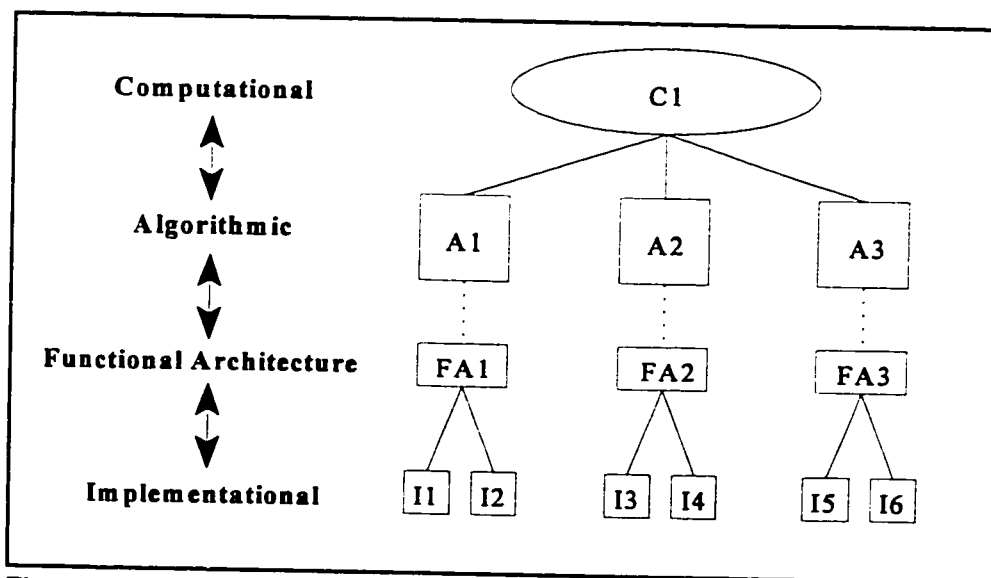 Computational
C1
Algorithmic
A1 A2 A3
Functional Architecture
FA1 FA2 FA3
Implementational
I1 I2 I3 I4 I5 I6